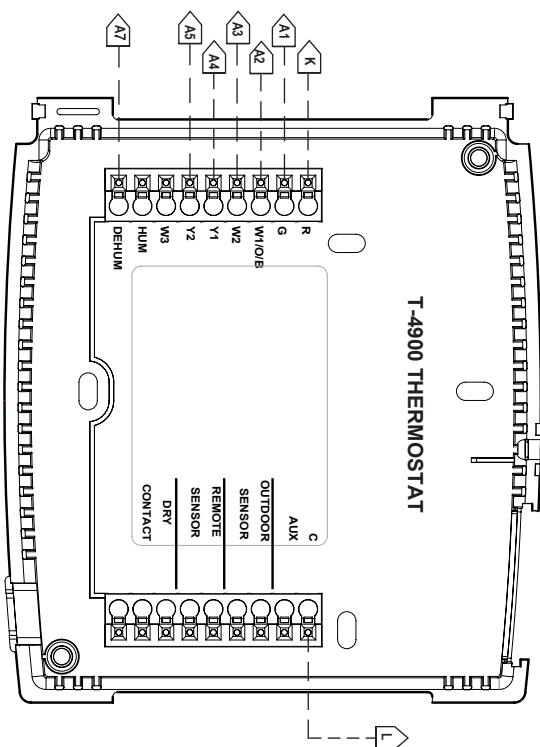 T-4900 THERMOSTAT
K
A1
A2
A3
A4
A5
A7
R
G
W1/O/B
W2
Y1
Y2
W3
HUM
DEHUM
C
AUX
OUTDOOR
SENSOR
REMOTE
SENSOR
DRY
CONTACT
L